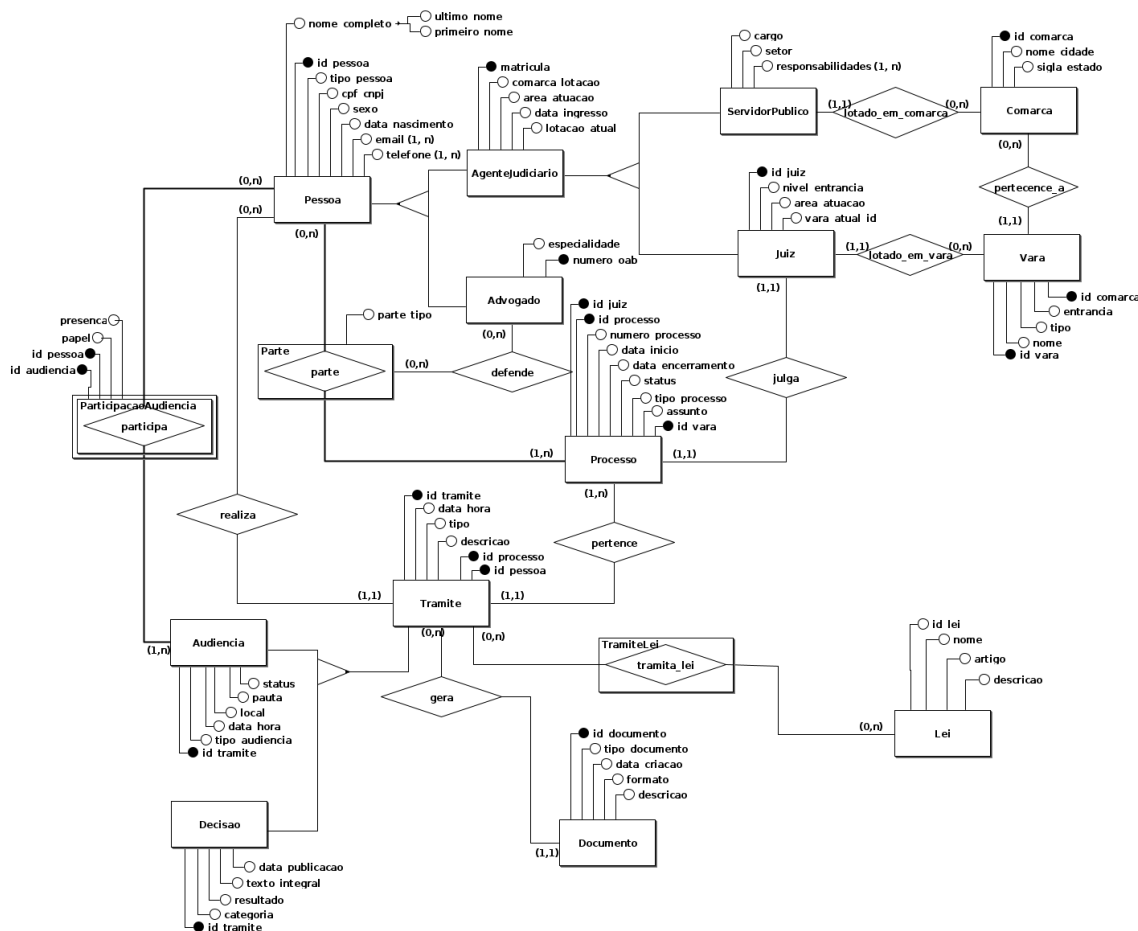 nome completo
ultimo nome
primeiro nome
id pessoa
tipo pessoa
cpf cnpj
sexo
data nascimento
email (1, n)
telefone (1, n)
(0,n)
(0,n)
(0,n)
Pessoa
matricula
comarca lotacao
area atuacao
data ingresso
lotacao atual
AgenteJudiciario
cargo
setor
responsabilidades (1, n)
ServidorPublico
(1,1)
lotado_em_comarca
(0,n)
id comarca
nome cidade
sigla estado
Comarca
(0,n)
pertecence_a
(1,1)
id juiz
nivel entrancia
area atuacao
vara atual id
Juiz
(1,1)
(1,1)
lotado_em_vara
(0,n)
Vara
id comarca
entrancia
tipo
nome
id vara
especialidade
numero oab
Advogado
(0,n)
parte tipo
Parte
parte
(0,n)
defende
id juiz
id processo
numero processo
data inicio
data encerramento
status
tipo processo
assunto
id vara
julga
presenca
papel
id pessoa
id audiencia
ParticipacaoAudiencia
participa
(1,n)
Processo
(1,1)
(1,n)
realiza
id tramite
data hora
tipo
descricao
id processo
id pessoa
pertence
(1,1)
Tramite
(1,1)
(0,n)
(0,n)
Audiencia
(1,n)
status
pauta
local
data hora
tipo audiencia
id tramite
TramiteLei
tramita_lei
gera
id lei
nome
artigo
descricao
Lei
(0,n)
id documento
tipo documento
data criacao
formato
descricao
Documento
(1,1)
Decisao
data publicacao
texto integral
resultado
categoria
id tramite